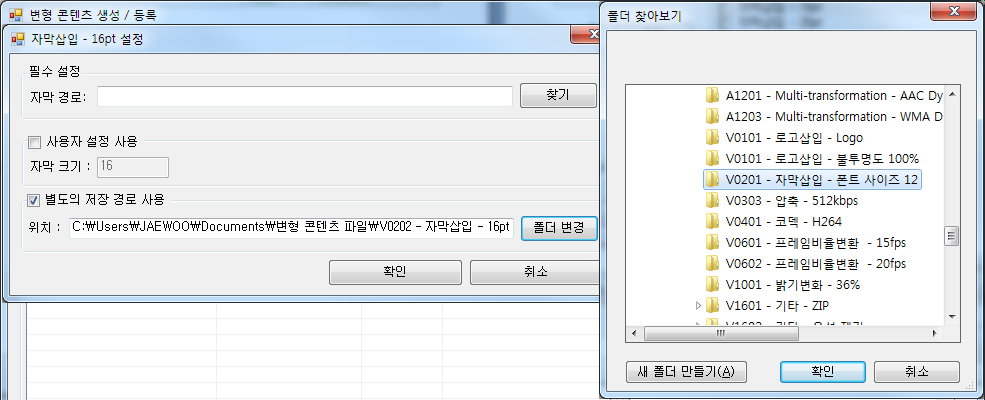 변형 콘텐츠 생성 / 등록
자막삽입 - 16pt 설정
필수 설정
자막 경로:
찾기
사용자 설정 사용
자막 크기 :
16
별도의 저장 경로 사용
위치 :
C:₩Users₩JAEWOO₩Documents₩변형 콘텐츠 파일₩V0202 - 자막삽입 - 16pt
폴더 변경
확인
취소
폴더 찾아보기
A1201 - Multi-transformation - AAC Dy
A1203 - Multi-transformation - WMA D
V0101 - 로고삽입 - Logo
V0101 - 로고삽입 - 불투명도 100%
V0201 - 자막삽입 - 폰트 사이즈 12
V0303 - 압축 - 512kbps
V0401 - 코덱 - H264
V0601 - 프레임비율변환 - 15fps
V0602 - 프레임비율변환 - 20fps
V1001 - 밝기변화 - 36%
V1601 - 기타 - ZIP
새 폴더 만들기(A)
확인
취소